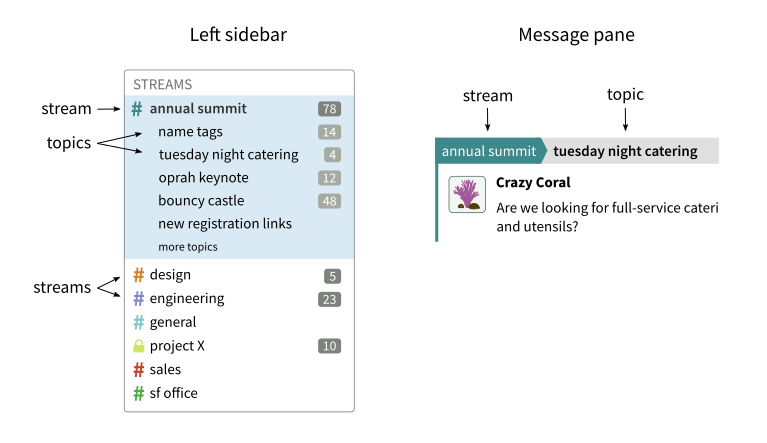 Left sidebar
Message pane
STREAMS
stream
# annual summit 78
topics
name tags 14
tuesday night catering 4
oprah keynote 12
bouncy castle 48
new registration links
more topics
streams
# design 5
# engineering 23
# general
project X 10
# sales
# sf office
stream
topic
annual summit
tuesday night catering
Crazy Coral
Are we looking for full-service cateri
and utensils?